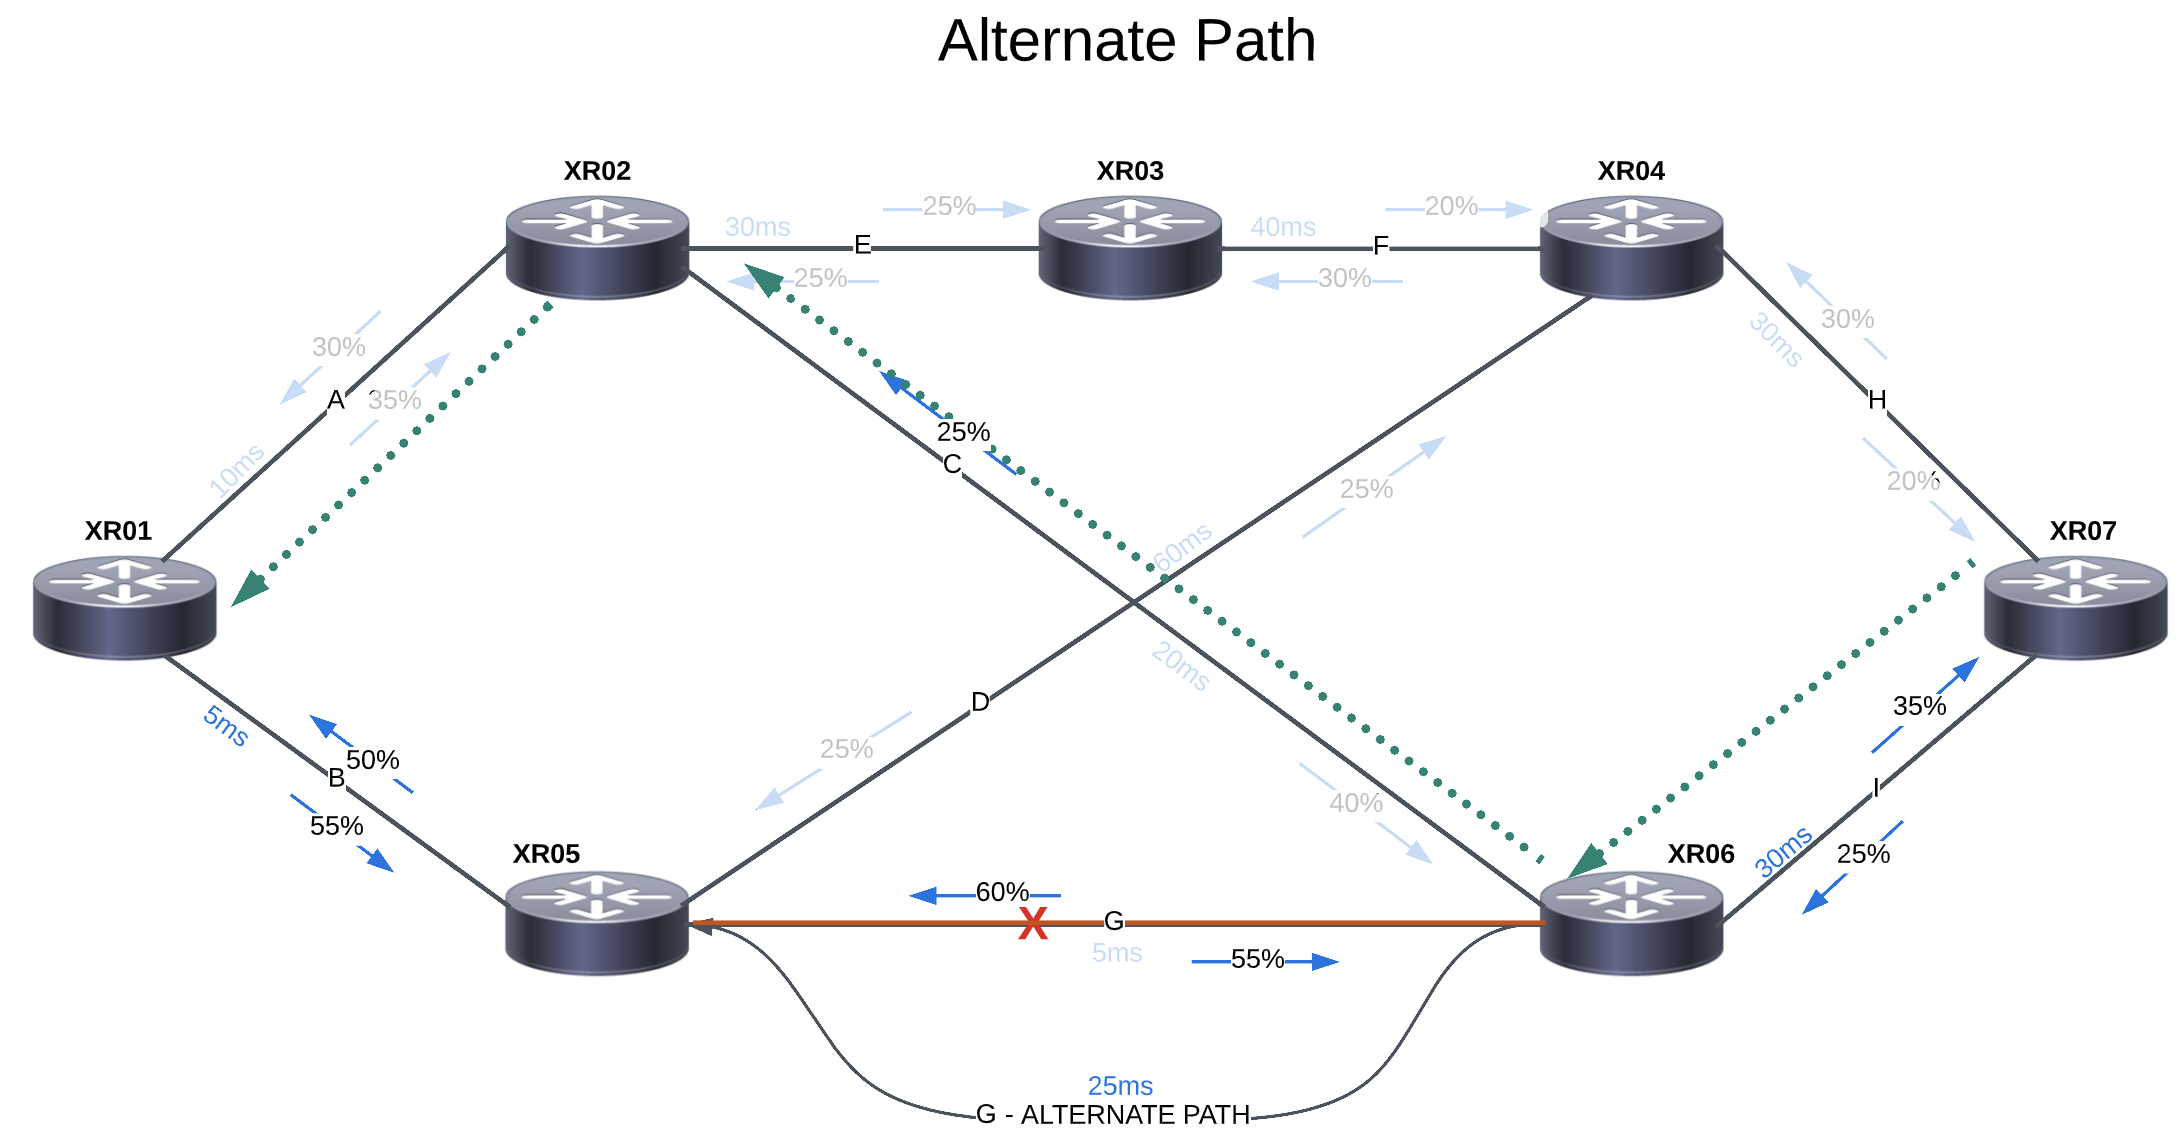 Alternate Path
XR02
XR03
XR04
30ms
25%
E
25%
40ms
20%
F
30%
30%
A
35%
10ms
25%
C
30%
30ms
H
20%
25%
60ms
XR01
XR07
20ms
D
25%
40%
5ms
50%
B
55%
35%
I
30ms
25%
XR05
XR06
60%
X
G
5ms
55%
25ms
G - ALTERNATE PATH